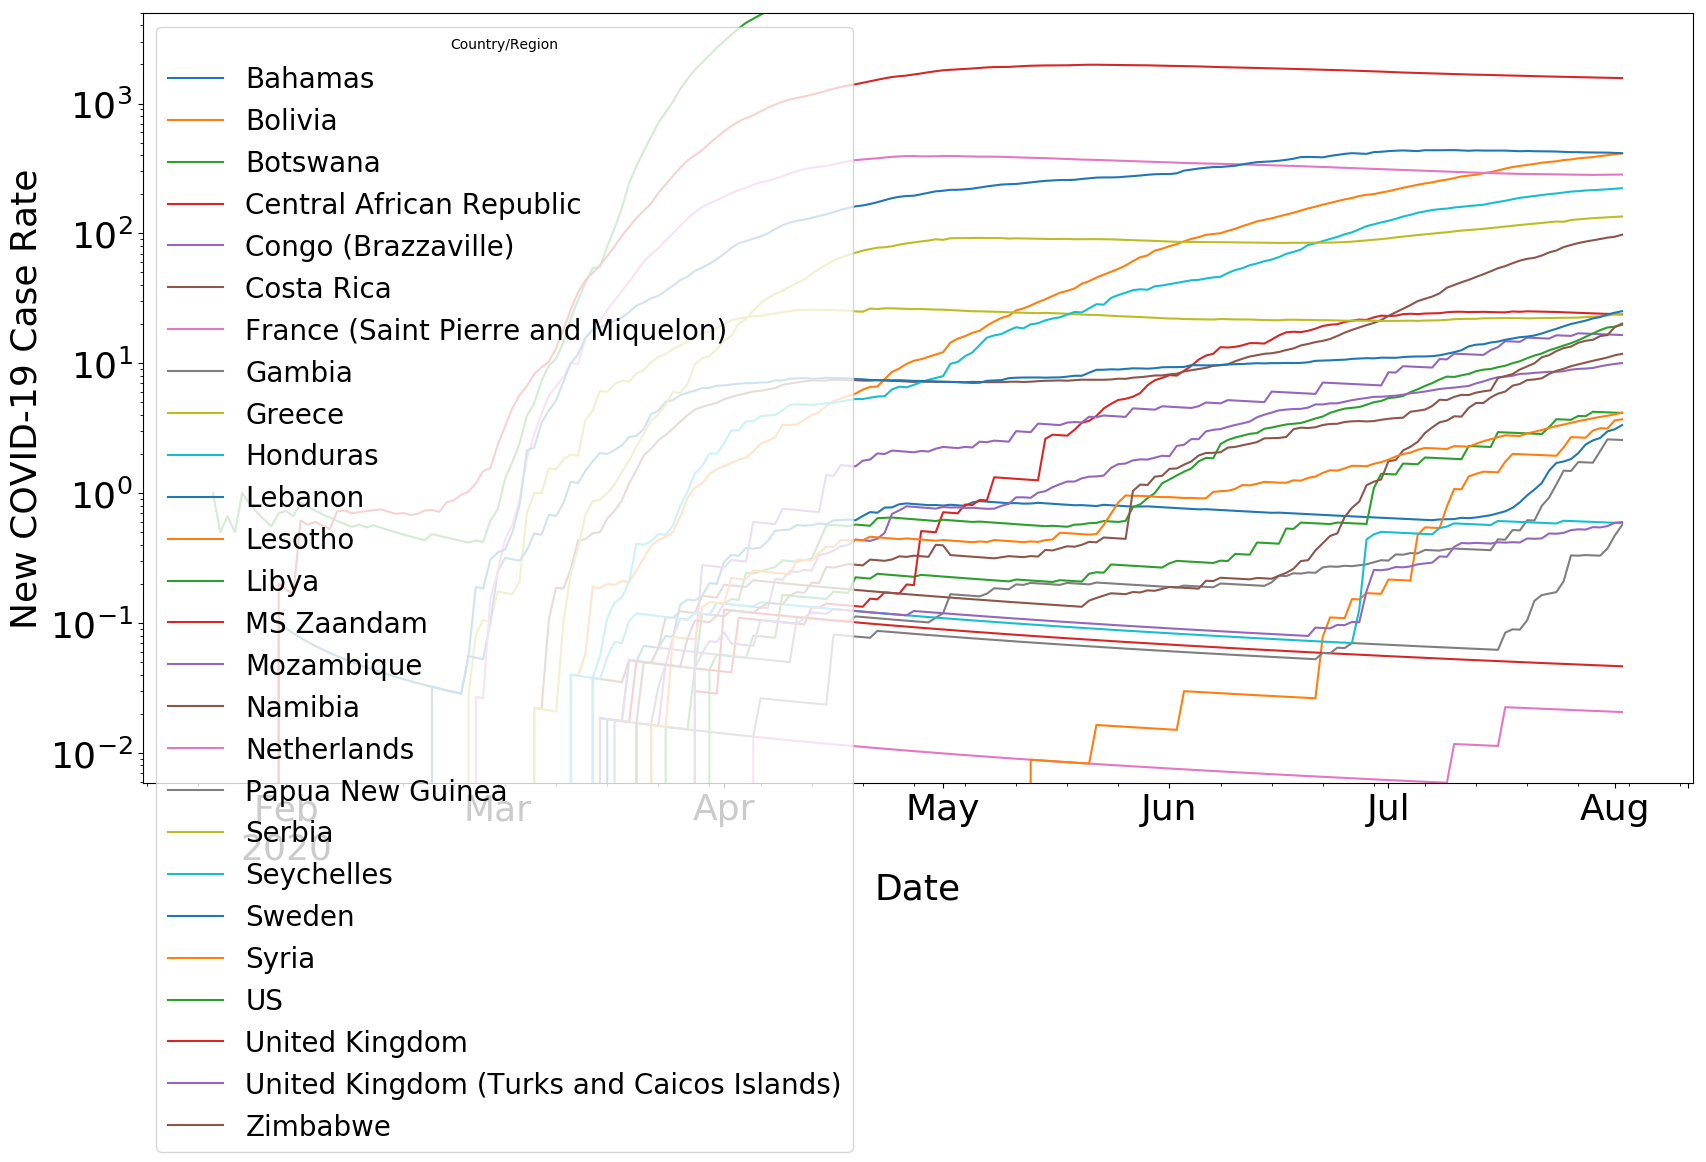 New COVID-19 Case Rate
10³
10²
10¹
10⁰
10⁻¹
10⁻²
Country/Region
Bahamas
Bolivia
Botswana
Central African Republic
Congo (Brazzaville)
Costa Rica
France (Saint Pierre and Miquelon)
Gambia
Greece
Honduras
Lebanon
Lesotho
Libya
MS Zaandam
Mozambique
Namibia
Netherlands
Papua New Guinea
Serbia
Seychelles
Sweden
Syria
US
United Kingdom
United Kingdom (Turks and Caicos Islands)
Zimbabwe
Feb Mar Apr May Jun Jul Aug
2020
Date